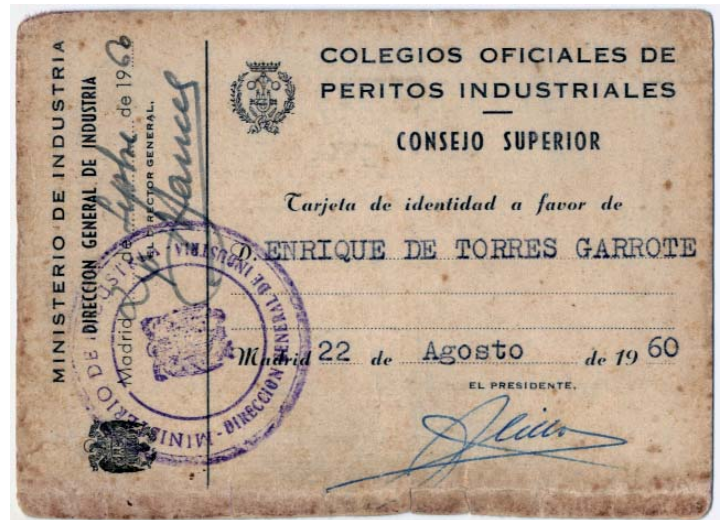 COLEGIOS OFICIALES DE
PERITOS INDUSTRIALES
CONSEJO SUPERIOR
Tarjeta de identidad a favor de
D. ENRIQUE DE TORRES GARROTE
Madrid 22 de Agosto de 1960
EL PRESIDENTE,
MINISTERIO DE INDUSTRIA
DIRECCION GENERAL DE INDUSTRIA
Madrid de Sepbre de 1960
EL DIRECTOR GENERAL,
MINISTERIO DE INDUSTRIA
- DIRECCION GENERAL DE INDUSTRIA